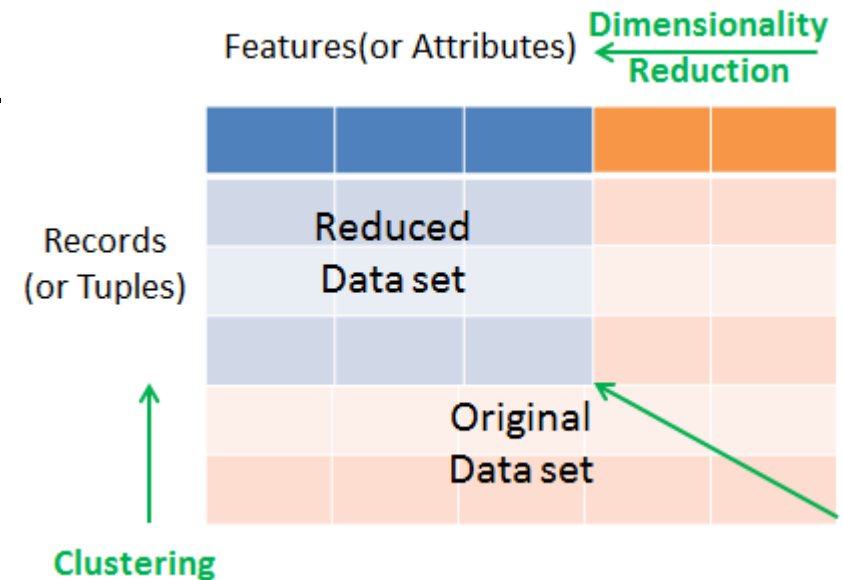 Features(or Attributes)
Dimensionality
Reduction
Records
(or Tuples)
Reduced
Data set
Original
Data set
Clustering